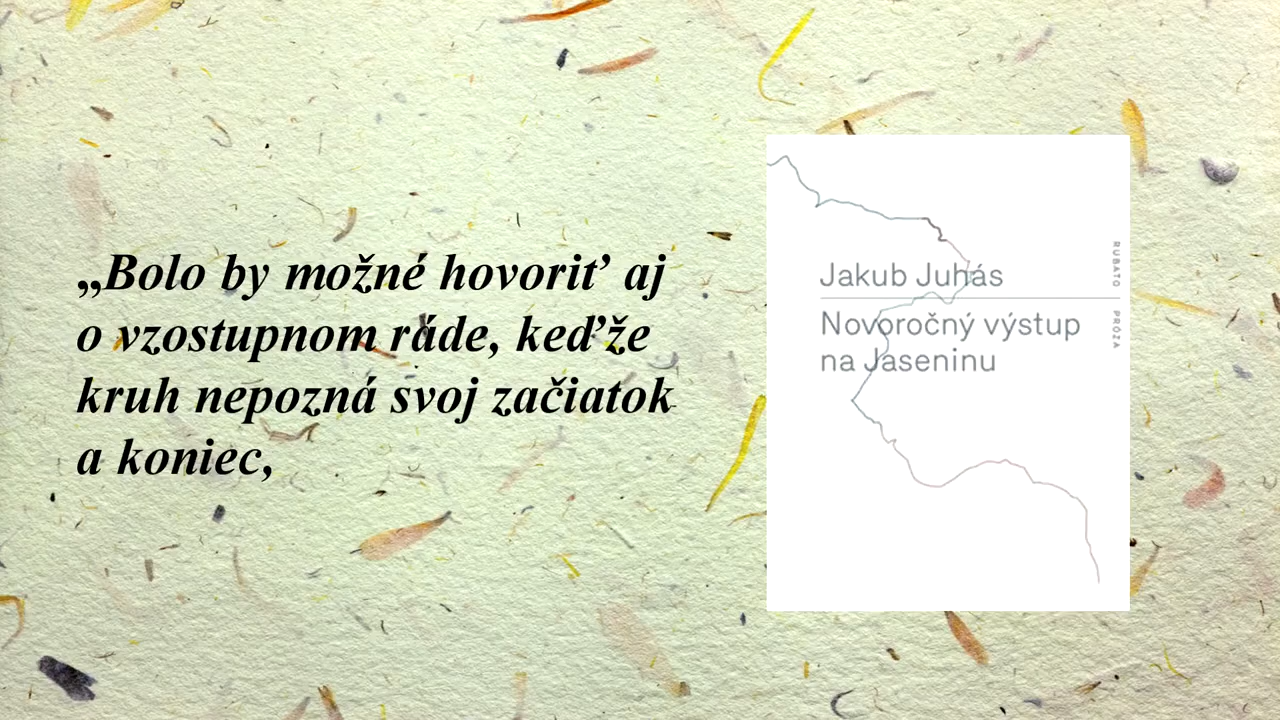 „Bolo by možné hovoriť aj
o vzostupnom ráde, keďže
kruh nepozná svoj začiatok
a koniec,
Jakub Juhás
Novoročný výstup
na Jaseninu
RUBATO PRÓZA